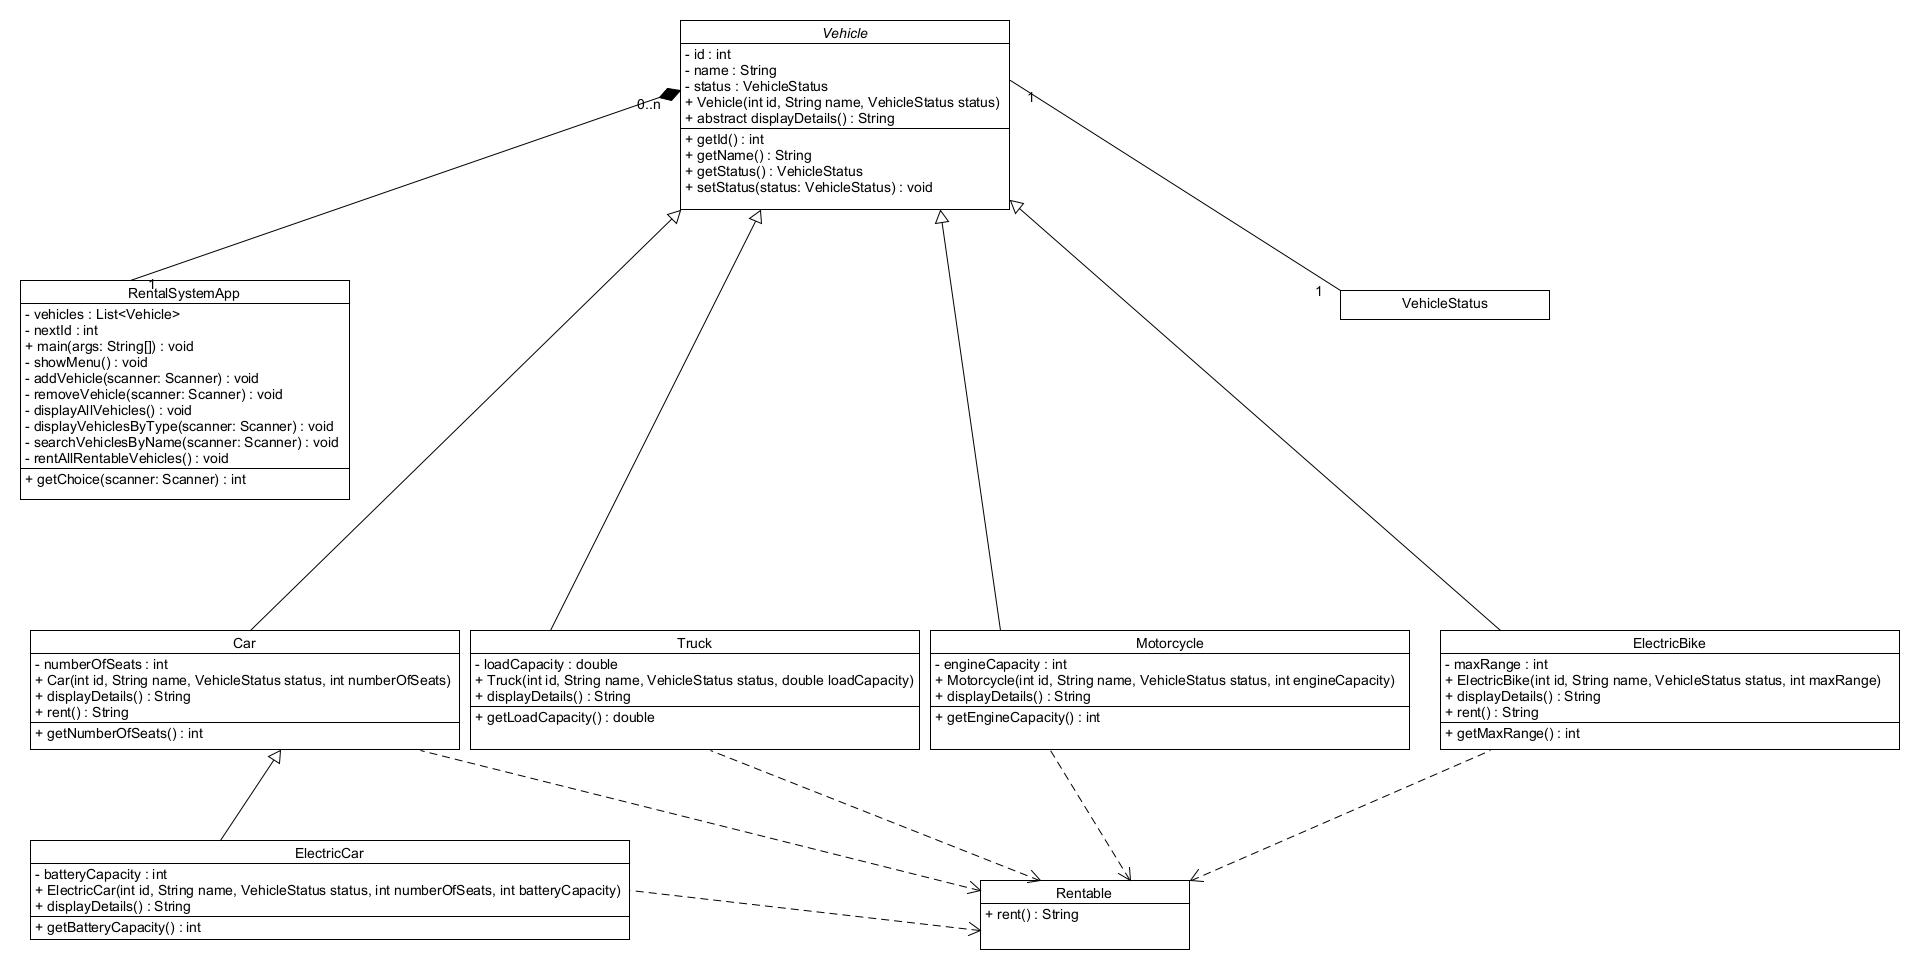 Vehicle
- id : int
- name : String
- status : VehicleStatus
+ Vehicle(int id, String name, VehicleStatus status)
+ abstract displayDetails() : String
+ getId() : int
+ getName() : String
+ getStatus() : VehicleStatus
+ setStatus(status: VehicleStatus) : void
0..n
1
1
1
RentalSystemApp
- vehicles : List<Vehicle>
- nextId : int
+ main(args: String[]) : void
- showMenu() : void
- addVehicle(scanner: Scanner) : void
- removeVehicle(scanner: Scanner) : void
- displayAllVehicles() : void
- displayVehiclesByType(scanner: Scanner) : void
- searchVehiclesByName(scanner: Scanner) : void
- rentAllRentableVehicles() : void
+ getChoice(scanner: Scanner) : int
VehicleStatus
Car
- numberOfSeats : int
+ Car(int id, String name, VehicleStatus status, int numberOfSeats)
+ displayDetails() : String
+ rent() : String
+ getNumberOfSeats() : int
Truck
- loadCapacity : double
+ Truck(int id, String name, VehicleStatus status, double loadCapacity)
+ displayDetails() : String
+ getLoadCapacity() : double
Motorcycle
- engineCapacity : int
+ Motorcycle(int id, String name, VehicleStatus status, int engineCapacity)
+ displayDetails() : String
+ getEngineCapacity() : int
ElectricBike
- maxRange : int
+ ElectricBike(int id, String name, VehicleStatus status, int maxRange)
+ displayDetails() : String
+ rent() : String
+ getMaxRange() : int
ElectricCar
- batteryCapacity : int
+ ElectricCar(int id, String name, VehicleStatus status, int numberOfSeats, int batteryCapacity)
+ displayDetails() : String
+ getBatteryCapacity() : int
Rentable
+ rent() : String